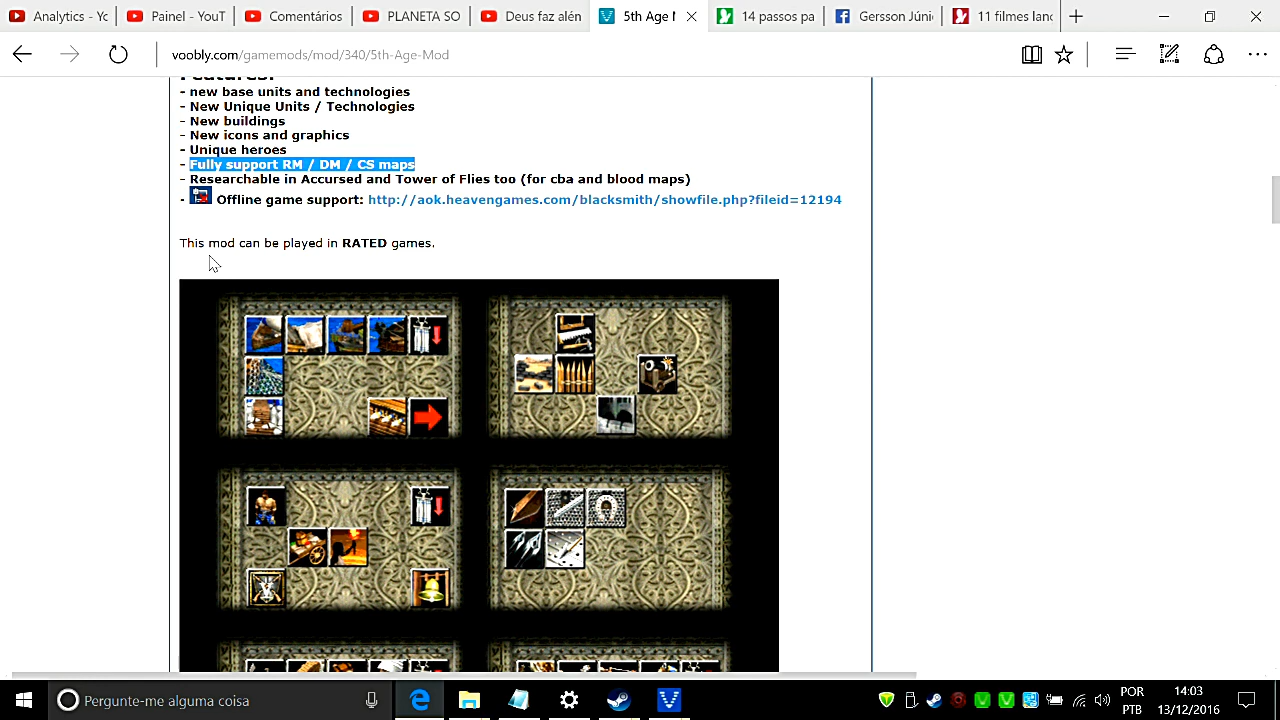 Analytics - Yo
Painel - YouT
Comentários
PLANETA SO
Deus faz alén
5th Age M
14 passos pa
Gersson Júni
11 filmes lanç
voobly.com/gamemods/mod/340/5th-Age-Mod
Features:
- new base units and technologies
- New Unique Units / Technologies
- New buildings
- New icons and graphics
- Unique heroes
- Fully support RM / DM / CS maps
- Researchable in Accursed and Tower of Flies too (for cba and blood maps)
- Offline game support: http://aok.heavengames.com/blacksmith/showfile.php?fileid=12194
This mod can be played in RATED games.
Pergunte-me alguma coisa
POR
PTB
14:03
13/12/2016